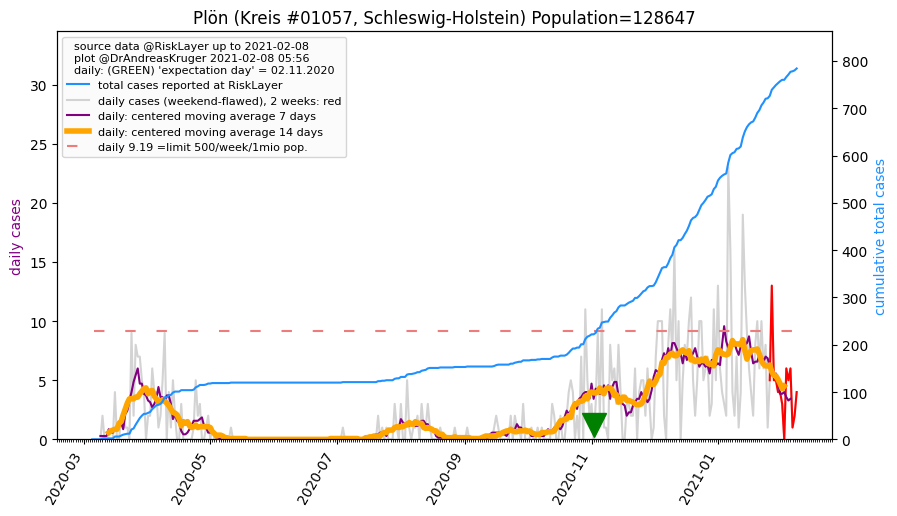 Plön (Kreis #01057, Schleswig-Holstein) Population=128647
source data @RiskLayer up to 2021-02-08
plot @DrAndreasKruger 2021-02-08 05:56
daily: (GREEN) 'expectation day' = 02.11.2020
total cases reported at RiskLayer
daily cases (weekend-flawed), 2 weeks: red
daily: centered moving average 7 days
daily: centered moving average 14 days
daily 9.19 =limit 500/week/1mio pop.
daily cases
30
25
20
15
10
5
0
cumulative total cases
800
700
600
500
400
300
200
100
0
2020-03
2020-05
2020-07
2020-09
2020-11
2021-01